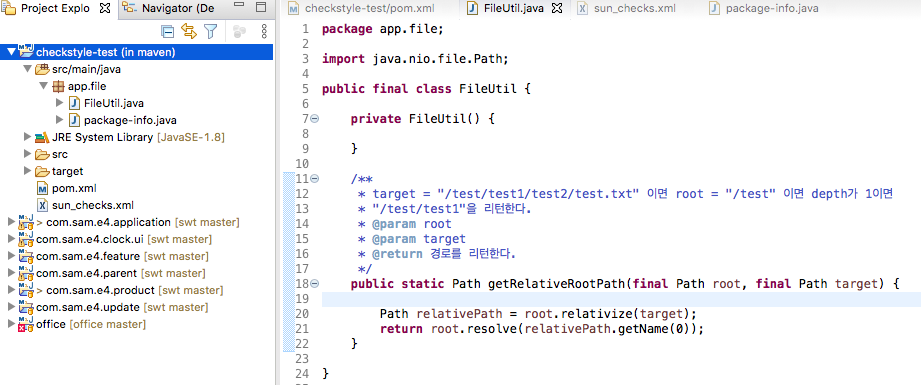 Project Explo
Navigator (De
checkstyle-test (in maven)
src/main/java
app.file
FileUtil.java
package-info.java
JRE System Library [JavaSE-1.8]
src
target
pom.xml
sun_checks.xml
> com.sam.e4.application [swt master]
com.sam.e4.clock.ui [swt master]
com.sam.e4.feature [swt master]
com.sam.e4.parent [swt master]
> com.sam.e4.product [swt master]
com.sam.e4.update [swt master]
office [office master]
checkstyle-test/pom.xml
FileUtil.java
sun_checks.xml
package-info.java
1 package app.file;
2
3 import java.nio.file.Path;
4
5 public final class FileUtil {
6
7 private FileUtil() {
8
9 }
10
11 /**
12 * target = "/test/test1/test2/test.txt" 이면 root = "/test" 이면 depth가 1이면
13 * "/test/test1"을 리턴한다.
14 * @param root
15 * @param target
16 * @return 경로를 리턴한다.
17 */
18 public static Path getRelativeRootPath(final Path root, final Path target) {
19
20 Path relativePath = root.relativize(target);
21 return root.resolve(relativePath.getName(0));
22 }
23
24 }